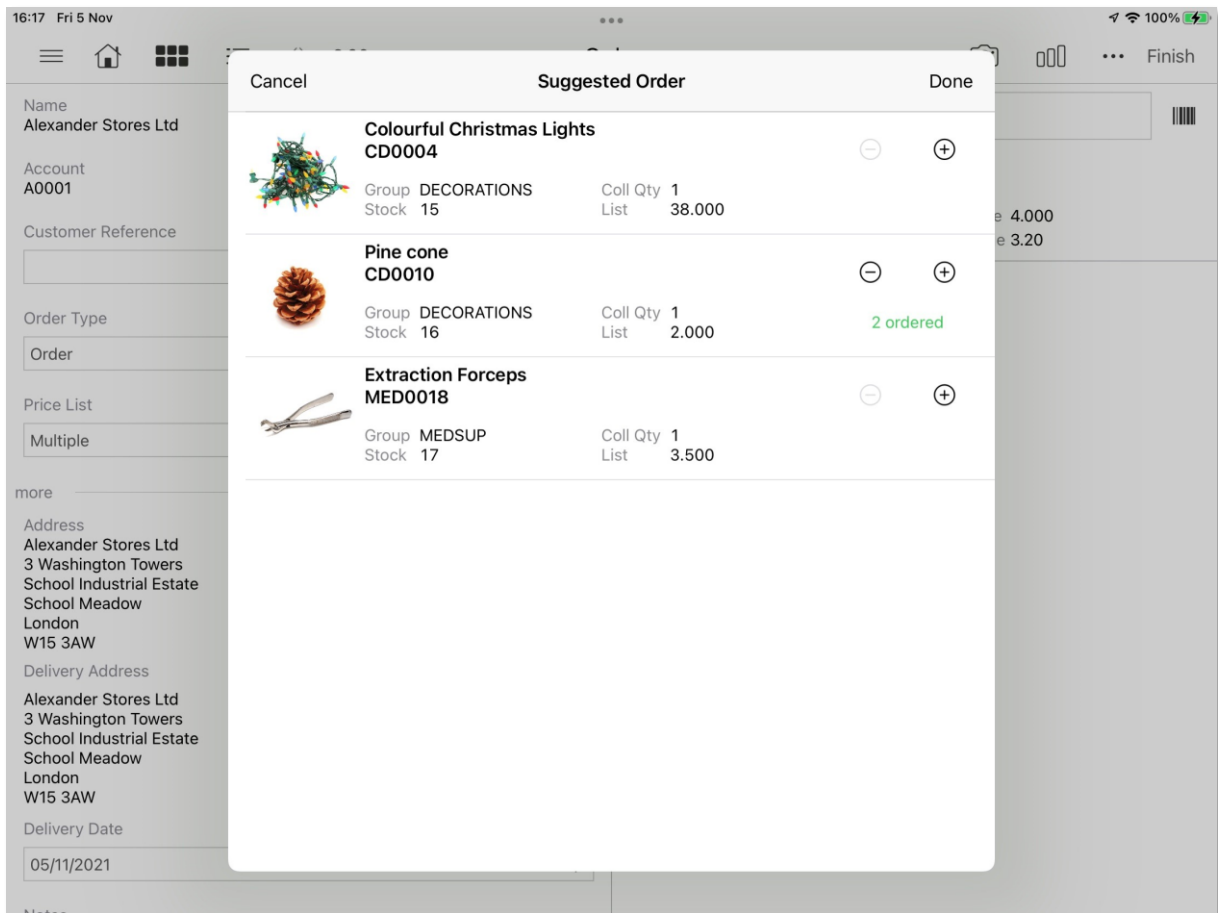 16:17 Fri 5 Nov
100%
Finish
Cancel
Suggested Order
Done
Name
Alexander Stores Ltd
Account
A0001
Customer Reference
Order Type
Order
Price List
Multiple
more
Address
Alexander Stores Ltd
3 Washington Towers
School Industrial Estate
School Meadow
London
W15 3AW
Delivery Address
Alexander Stores Ltd
3 Washington Towers
School Industrial Estate
School Meadow
London
W15 3AW
Delivery Date
05/11/2021
Colourful Christmas Lights
CD0004
Group DECORATIONS Coll Qty 1
Stock 15 List 38.000
Pine cone
CD0010
Group DECORATIONS Coll Qty 1
Stock 16 List 2.000
2 ordered
Extraction Forceps
MED0018
Group MEDSUP Coll Qty 1
Stock 17 List 3.500
4.000
3.20